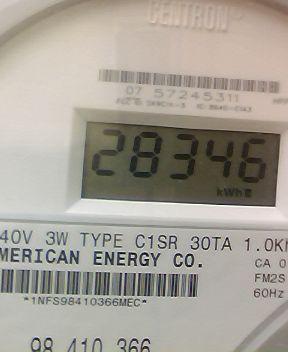 CENTRON
07 57245311
28346
kWh
40V 3W TYPE C1SR 30TA 1.0K
MERICAN ENERGY CO.
CA 0
FM2S
60Hz
*1NFS98410366MEC*
98 410 366